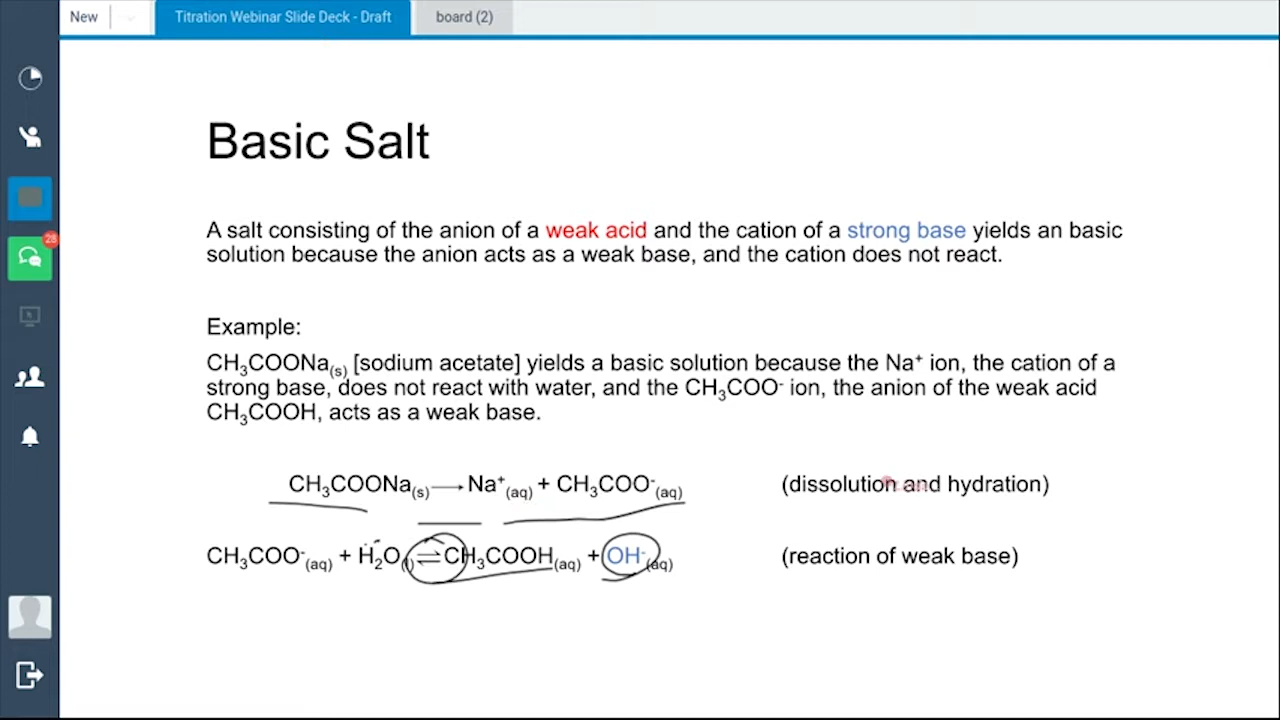 New
Titration Webinar Slide Deck - Draft
board (2)
28
Basic Salt
A salt consisting of the anion of a weak acid and the cation of a strong base yields an basic
solution because the anion acts as a weak base, and the cation does not react.
Example:
CH₃COONa₍s₎ [sodium acetate] yields a basic solution because the Na⁺ ion, the cation of a
strong base, does not react with water, and the CH₃COO⁻ ion, the anion of the weak acid
CH₃COOH, acts as a weak base.
CH₃COONa(s) → Na⁺(aq) + CH₃COO⁻(aq) (dissolution and hydration)
CH₃COO⁻(aq) + H₂O(l) ⇌ CH₃COOH(aq) + OH⁻(aq) (reaction of weak base)